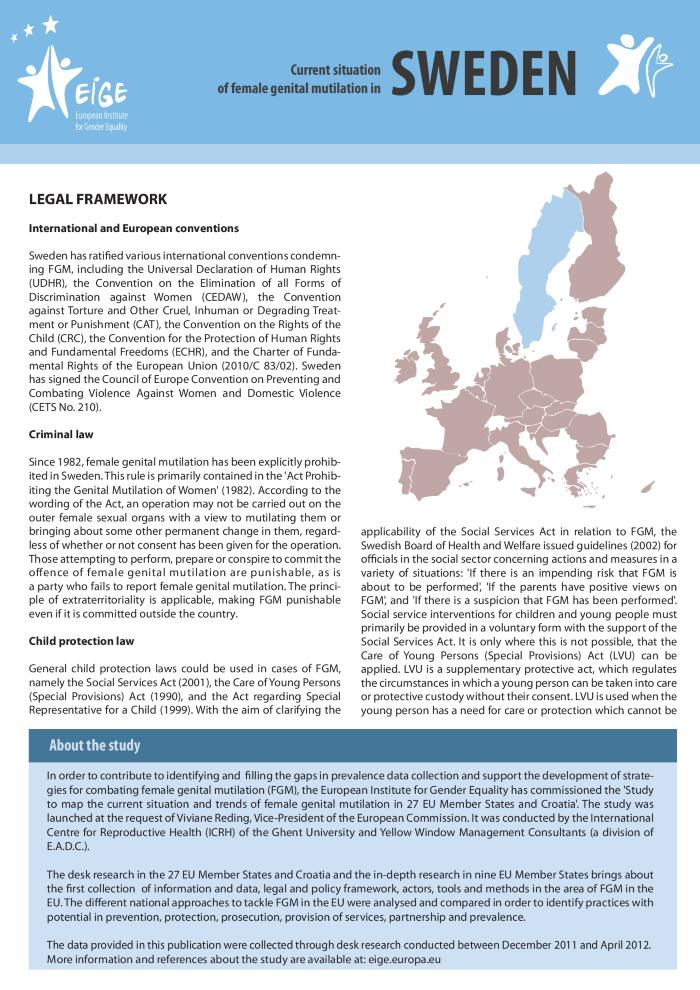 EIGE
European Institute
for Gender Equality
Current situation
of female genital mutilation in
SWEDEN
LEGAL FRAMEWORK
International and European conventions
Sweden has ratified various international conventions condemn-
ing FGM, including the Universal Declaration of Human Rights
(UDHR), the Convention on the Elimination of all Forms of
Discrimination against Women (CEDAW), the Convention
against Torture and Other Cruel, Inhuman or Degrading Treat-
ment or Punishment (CAT), the Convention on the Rights of the
Child (CRC), the Convention for the Protection of Human Rights
and Fundamental Freedoms (ECHR), and the Charter of Funda-
mental Rights of the European Union (2010/C 83/02). Sweden
has signed the Council of Europe Convention on Preventing and
Combating Violence Against Women and Domestic Violence
(CETS No. 210).
Criminal law
Since 1982, female genital mutilation has been explicitly prohib-
ited in Sweden. This rule is primarily contained in the 'Act Prohib-
iting the Genital Mutilation of Women' (1982). According to the
wording of the Act, an operation may not be carried out on the
outer female sexual organs with a view to mutilating them or
bringing about some other permanent change in them, regard-
less of whether or not consent has been given for the operation.
Those attempting to perform, prepare or conspire to commit the
offence of female genital mutilation are punishable, as is
a party who fails to report female genital mutilation. The princi-
ple of extraterritoriality is applicable, making FGM punishable
even if it is committed outside the country.
Child protection law
General child protection laws could be used in cases of FGM,
namely the Social Services Act (2001), the Care of Young Persons
(Special Provisions) Act (1990), and the Act regarding Special
Representative for a Child (1999). With the aim of clarifying the
applicability of the Social Services Act in relation to FGM, the
Swedish Board of Health and Welfare issued guidelines (2002) for
officials in the social sector concerning actions and measures in a
variety of situations: 'If there is an impending risk that FGM is
about to be performed', 'If the parents have positive views on
FGM', and 'If there is a suspicion that FGM has been performed'.
Social service interventions for children and young people must
primarily be provided in a voluntary form with the support of the
Social Services Act. It is only where this is not possible, that the
Care of Young Persons (Special Provisions) Act (LVU) can be
applied. LVU is a supplementary protective act, which regulates
the circumstances in which a young person can be taken into care
or protective custody without their consent. LVU is used when the
young person has a need for care or protection which cannot be
About the study
In order to contribute to identifying and filling the gaps in prevalence data collection and support the development of strate-
gies for combating female genital mutilation (FGM), the European Institute for Gender Equality has commissioned the 'Study
to map the current situation and trends of female genital mutilation in 27 EU Member States and Croatia'. The study was
launched at the request of Viviane Reding, Vice-President of the European Commission. It was conducted by the International
Centre for Reproductive Health (ICRH) of the Ghent University and Yellow Window Management Consultants (a division of
E.A.D.C.).
The desk research in the 27 EU Member States and Croatia and the in-depth research in nine EU Member States brings about
the first collection of information and data, legal and policy framework, actors, tools and methods in the area of FGM in the
EU. The different national approaches to tackle FGM in the EU were analysed and compared in order to identify practices with
potential in prevention, protection, prosecution, provision of services, partnership and prevalence.
The data provided in this publication were collected through desk research conducted between December 2011 and April 2012.
More information and references about the study are available at: eige.europa.eu